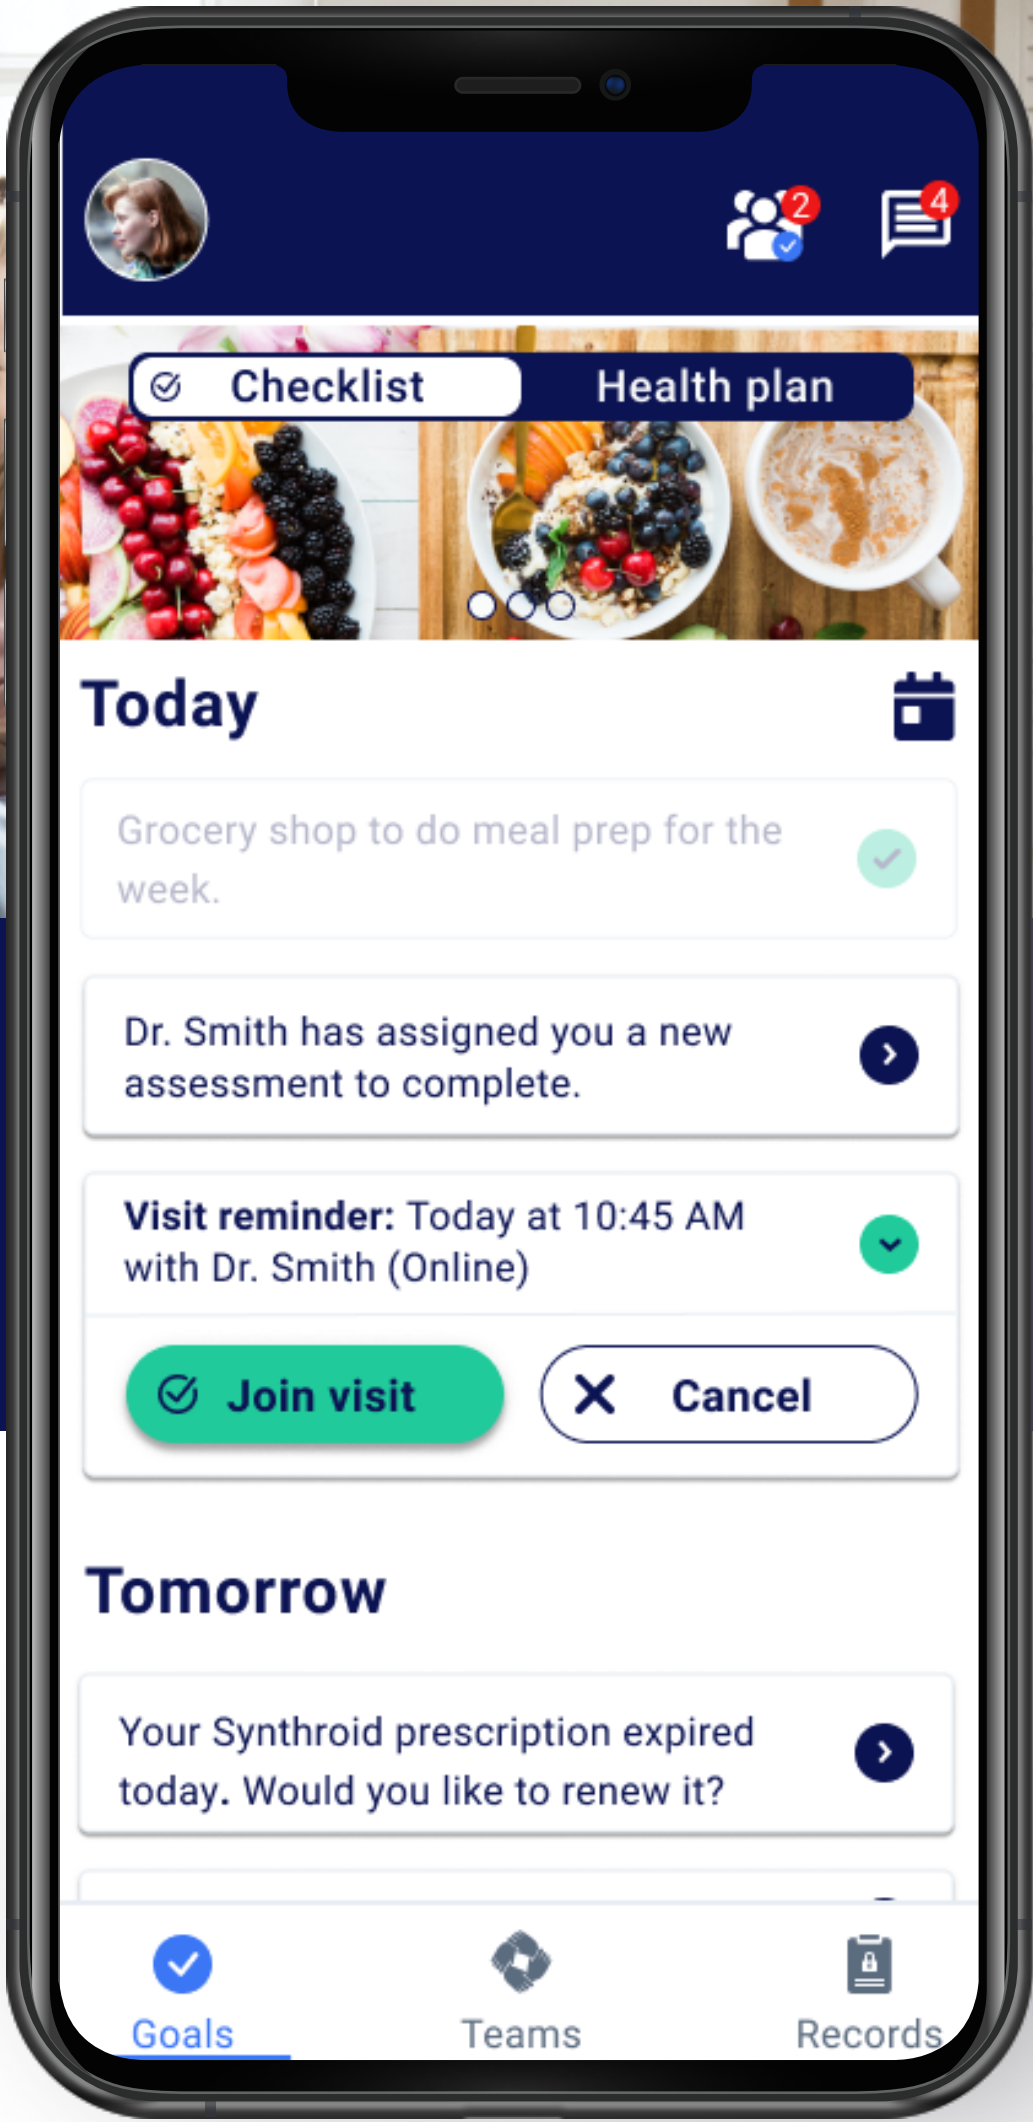 2
4
Checklist
Health plan
Today
Grocery shop to do meal prep for the
week.
Dr. Smith has assigned you a new
assessment to complete.
Visit reminder: Today at 10:45 AM
with Dr. Smith (Online)
Join visit
Cancel
Tomorrow
Your Synthroid prescription expired
today. Would you like to renew it?
Goals
Teams
Records